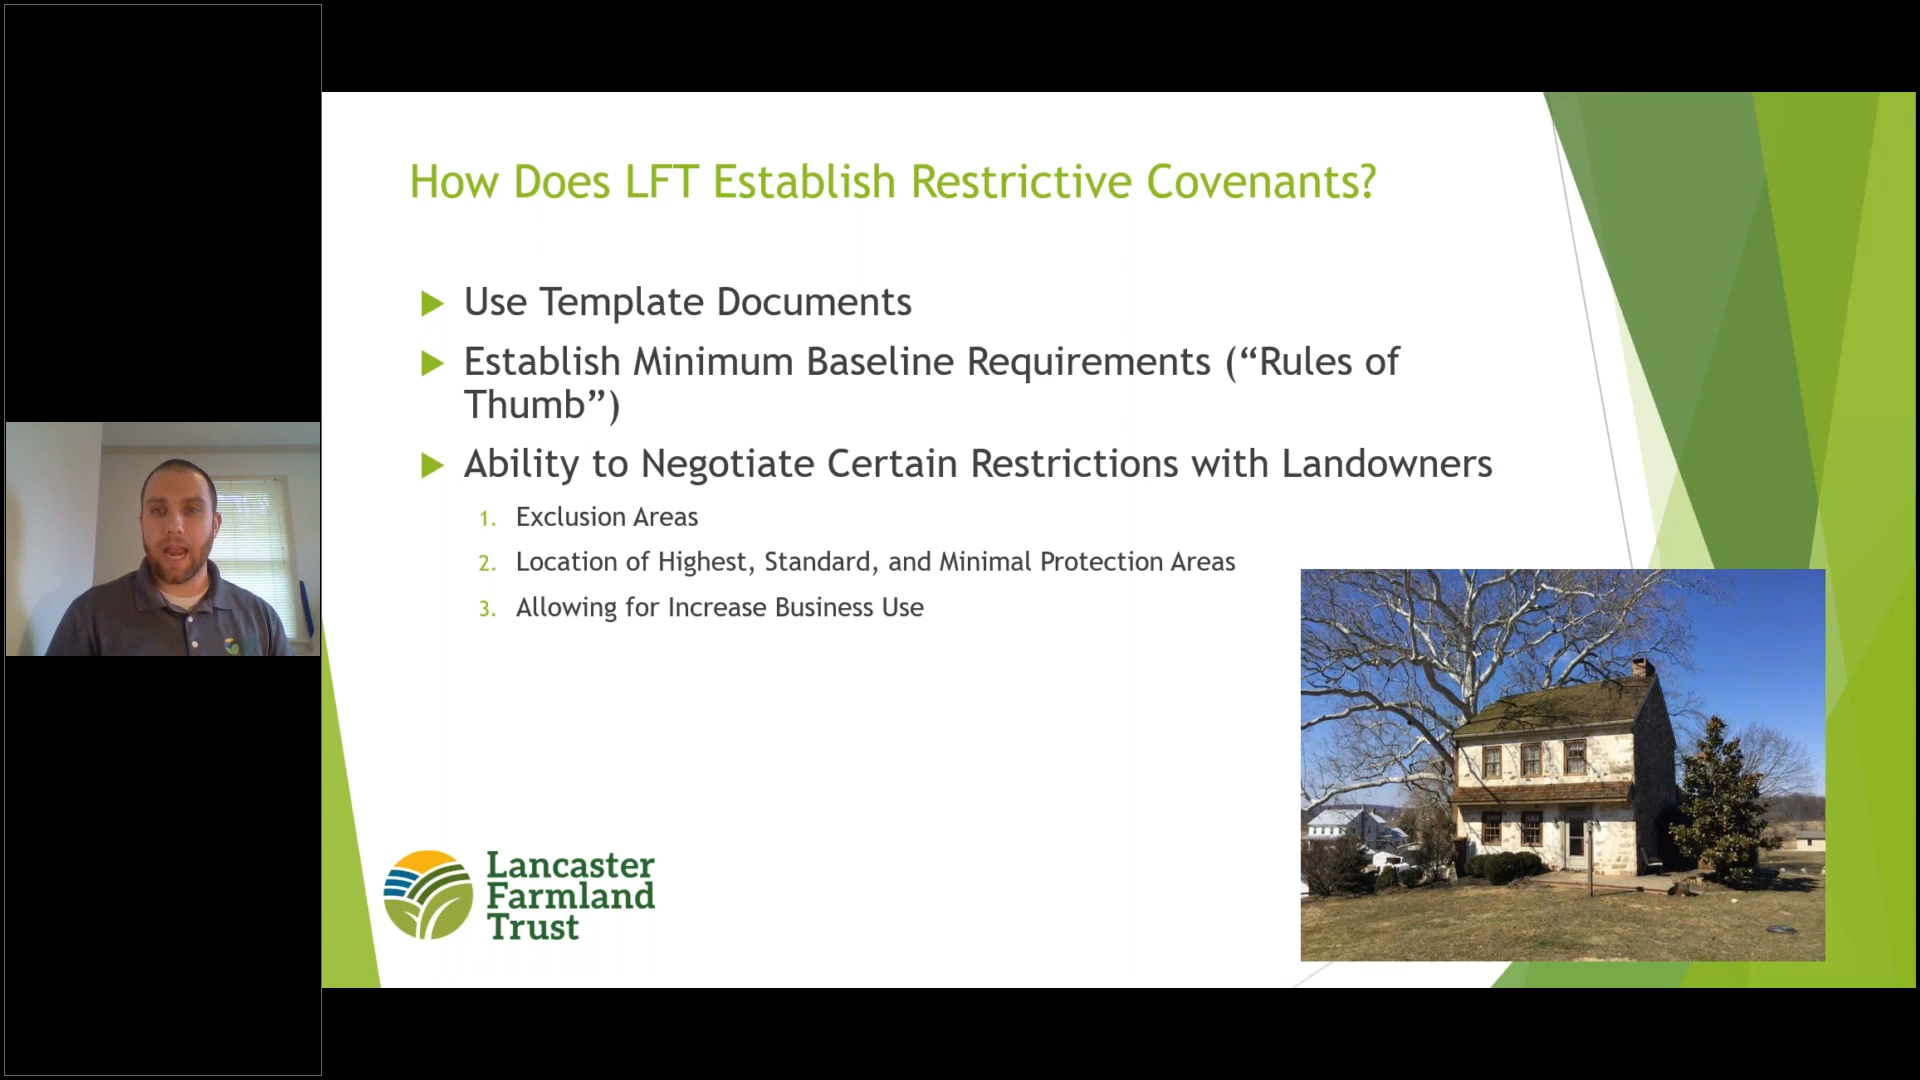 How Does LFT Establish Restrictive Covenants?
Use Template Documents
Establish Minimum Baseline Requirements (“Rules of
Thumb”)
Ability to Negotiate Certain Restrictions with Landowners
1. Exclusion Areas
2. Location of Highest, Standard, and Minimal Protection Areas
3. Allowing for Increase Business Use
Lancaster
Farmland
Trust